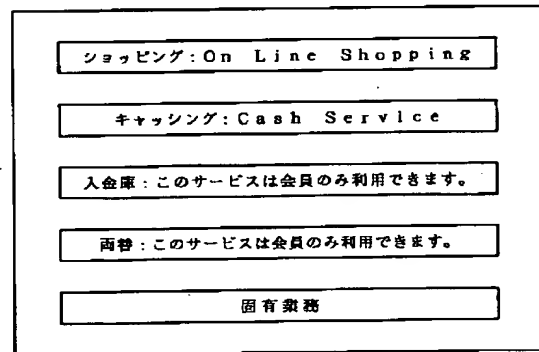 ショッピング:On Line Shopping
キャッシング:Cash Service
入金庫:このサービスは会員のみ利用できます。
両替:このサービスは会員のみ利用できます。
固有業務